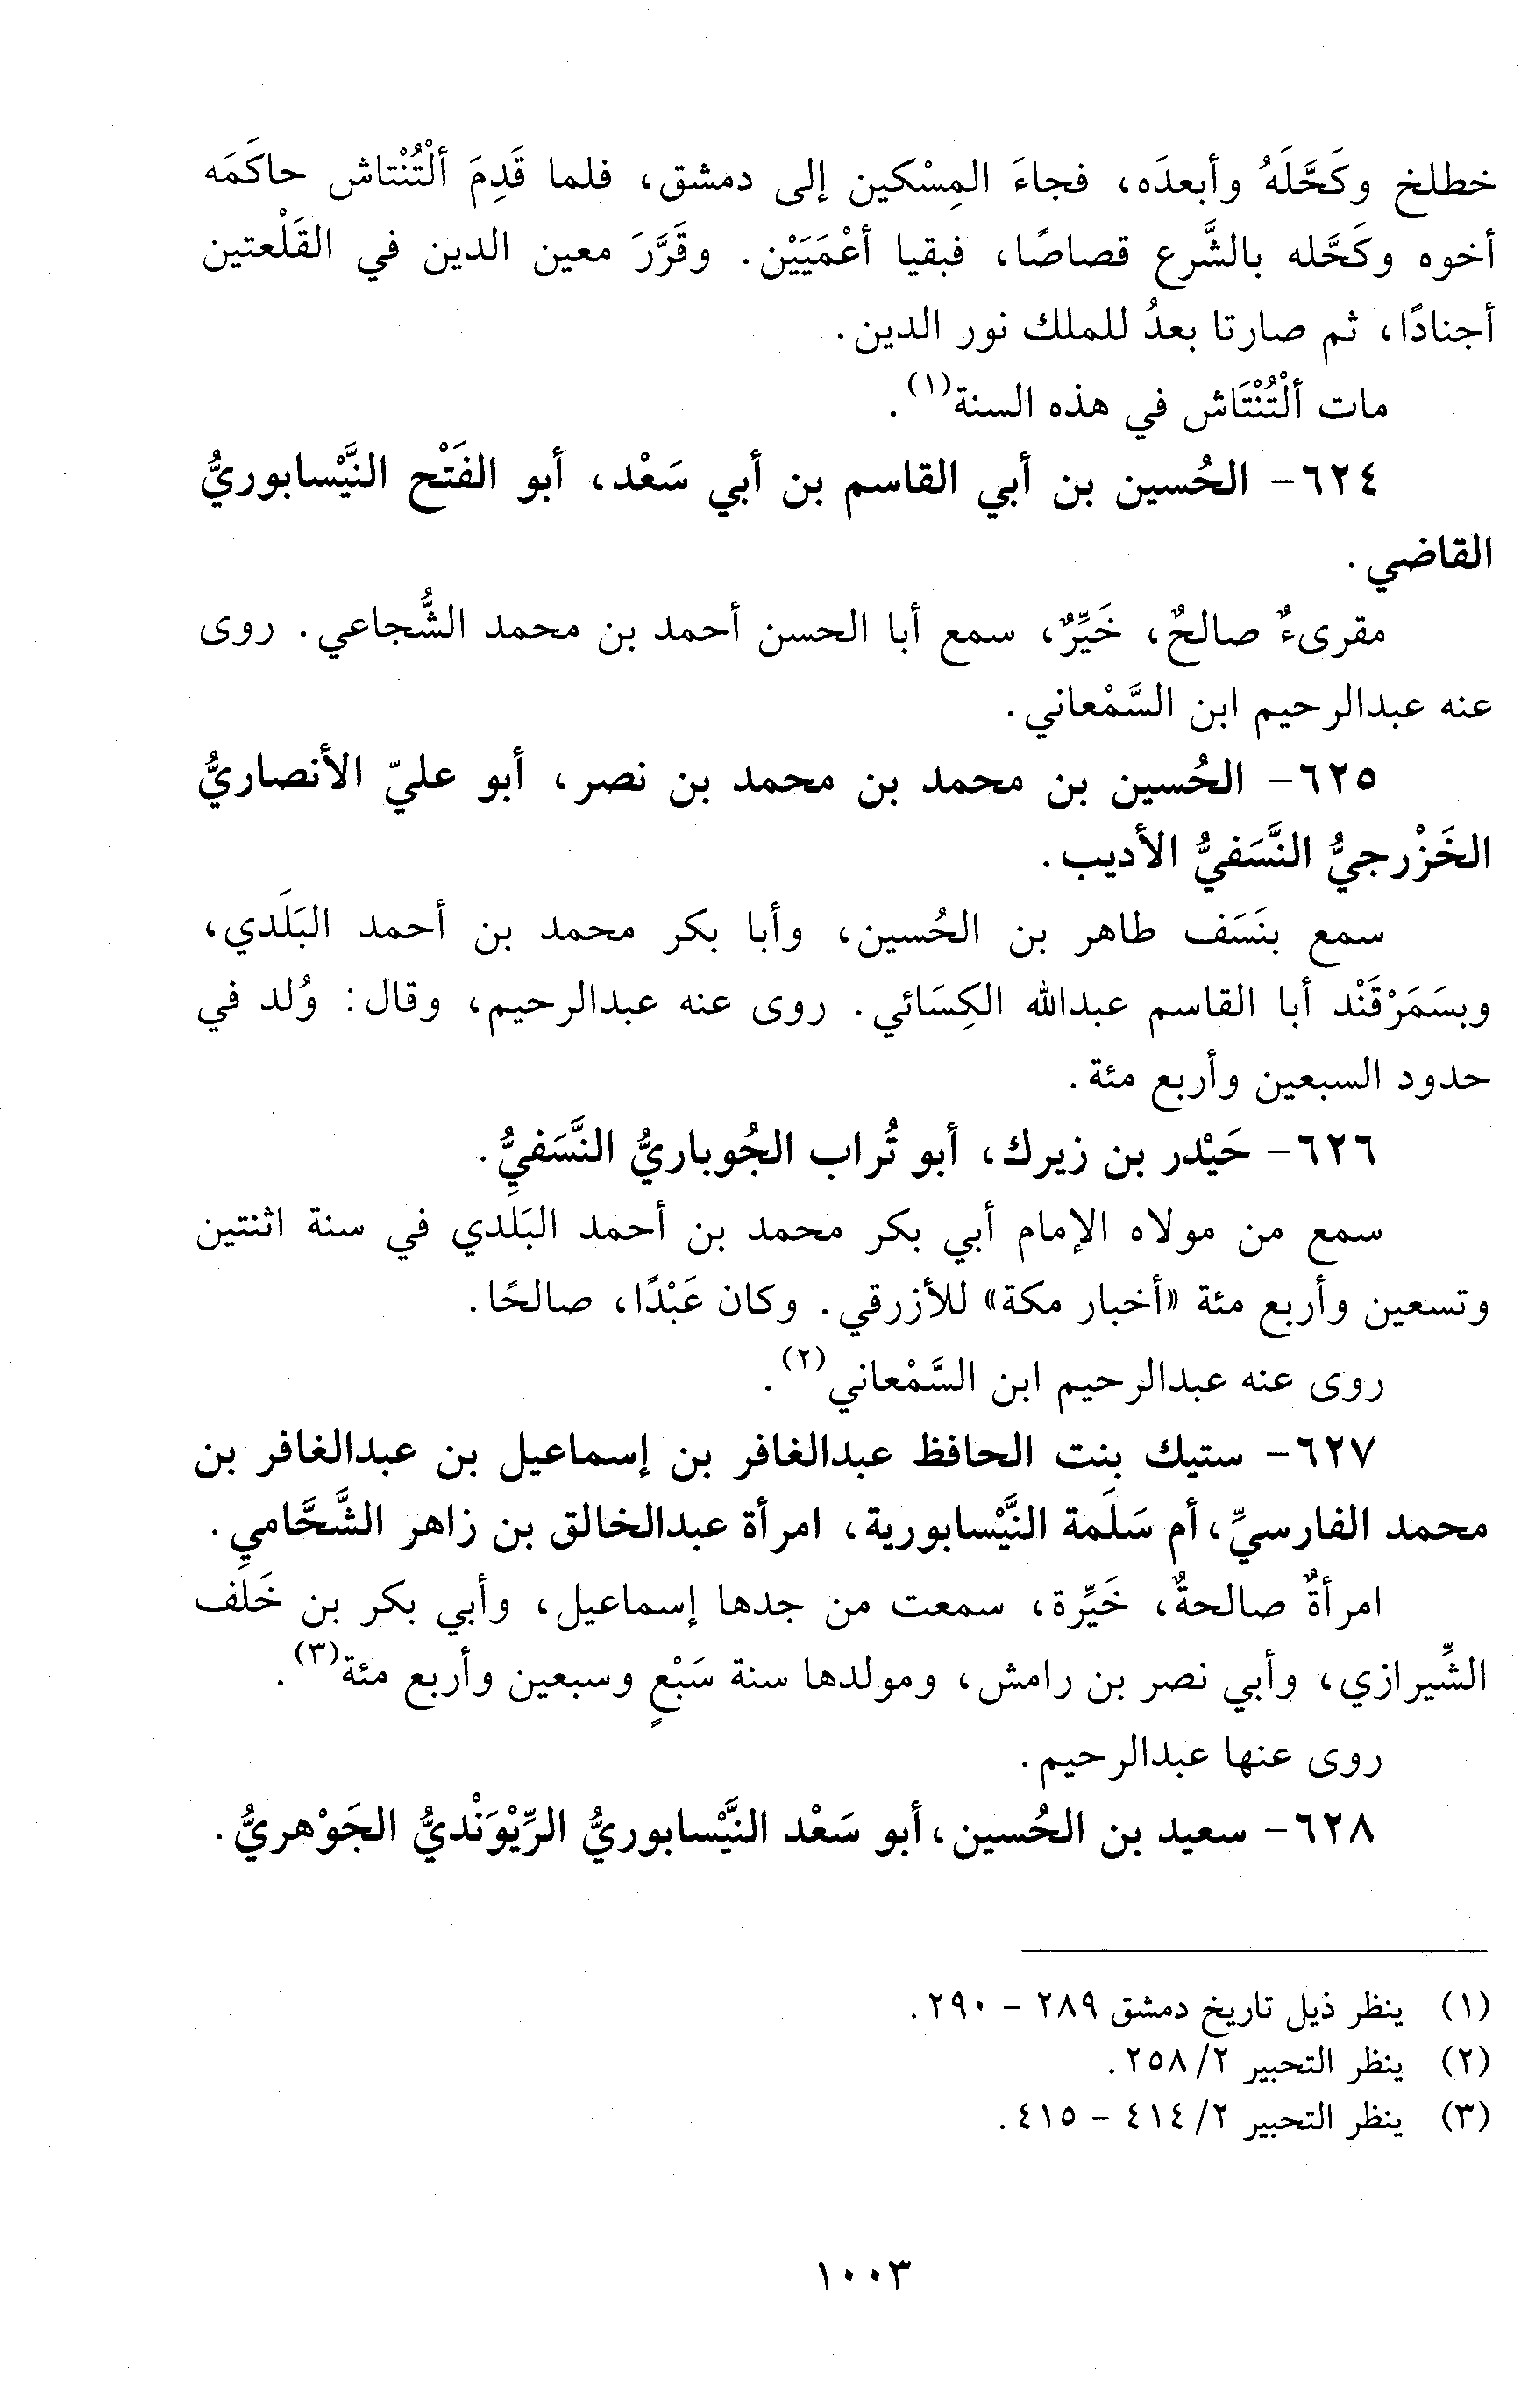 خطلخ وكَحَّلَهُ وأبعدَه، فجاءَ المِسْكين إلى دمشق، فلما قَدِمَ ألْتُنْتاش حاكَمَه
أخوه وكَحَّله بالشَّرع قصاصًا، فبقيا أعْمَيَيْن. وقَرَّرَ معين الدين في القَلْعتين
أجنادًا، ثم صارتا بعدُ للملك نور الدين.
مات ألْتُنْتَاش في هذه السنة(١).
٦٢٤- الحُسين بن أبي القاسم بن أبي سَعْد، أبو الفَتْح النَّيْسابوريُّ
القاضي.
مقرىءٌ صالحٌ، خَيِّرٌ، سمع أبا الحسن أحمد بن محمد الشُّجاعي. روى
عنه عبدالرحيم ابن السَّمْعاني.
٦٢٥- الحُسين بن محمد بن محمد بن نصر، أبو عليّ الأنصاريُّ
الخَزْرجيُّ النَّسَفيُّ الأديب.
سمع بنَسَف طاهر بن الحُسين، وأبا بكر محمد بن أحمد البَلَدي،
وبسَمَرْقَنْد أبا القاسم عبدالله الكِسَائي. روى عنه عبدالرحيم، وقال: وُلد في
حدود السبعين وأربع مئة.
٦٢٦- حَيْدر بن زيرك، أبو تُراب الجُوباريُّ النَّسَفيُّ.
سمع من مولاه الإمام أبي بكر محمد بن أحمد البَلَدي في سنة اثنتين
وتسعين وأربع مئة «أخبار مكة» للأزرقي. وكان عَبْدًا، صالحًا.
روى عنه عبدالرحيم ابن السَّمْعاني(٢).
٦٢٧- ستيك بنت الحافظ عبدالغافر بن إسماعيل بن عبدالغافر بن
محمد الفارسيِّ، أم سَلَمة النَّيْسابورية، امرأة عبدالخالق بن زاهر الشَّحَّامي.
امرأةٌ صالحةٌ، خَيِّرة، سمعت من جدها إسماعيل، وأبي بكر بن خَلَف
الشِّيرازي، وأبي نصر بن رامش، ومولدها سنة سَبْعٍ وسبعين وأربع مئة(٣).
روى عنها عبدالرحيم.
٦٢٨- سعيد بن الحُسين، أبو سَعْد النَّيْسابوريُّ الرِّيْوَنْديُّ الجَوْهريُّ.
(١) ينظر ذيل تاريخ دمشق ٢٨٩ - ٢٩٠.
(٢) ينظر التحبير ٢/ ٢٥٨.
(٣) ينظر التحبير ٢/ ٤١٤ - ٤١٥.
١٠٠٣